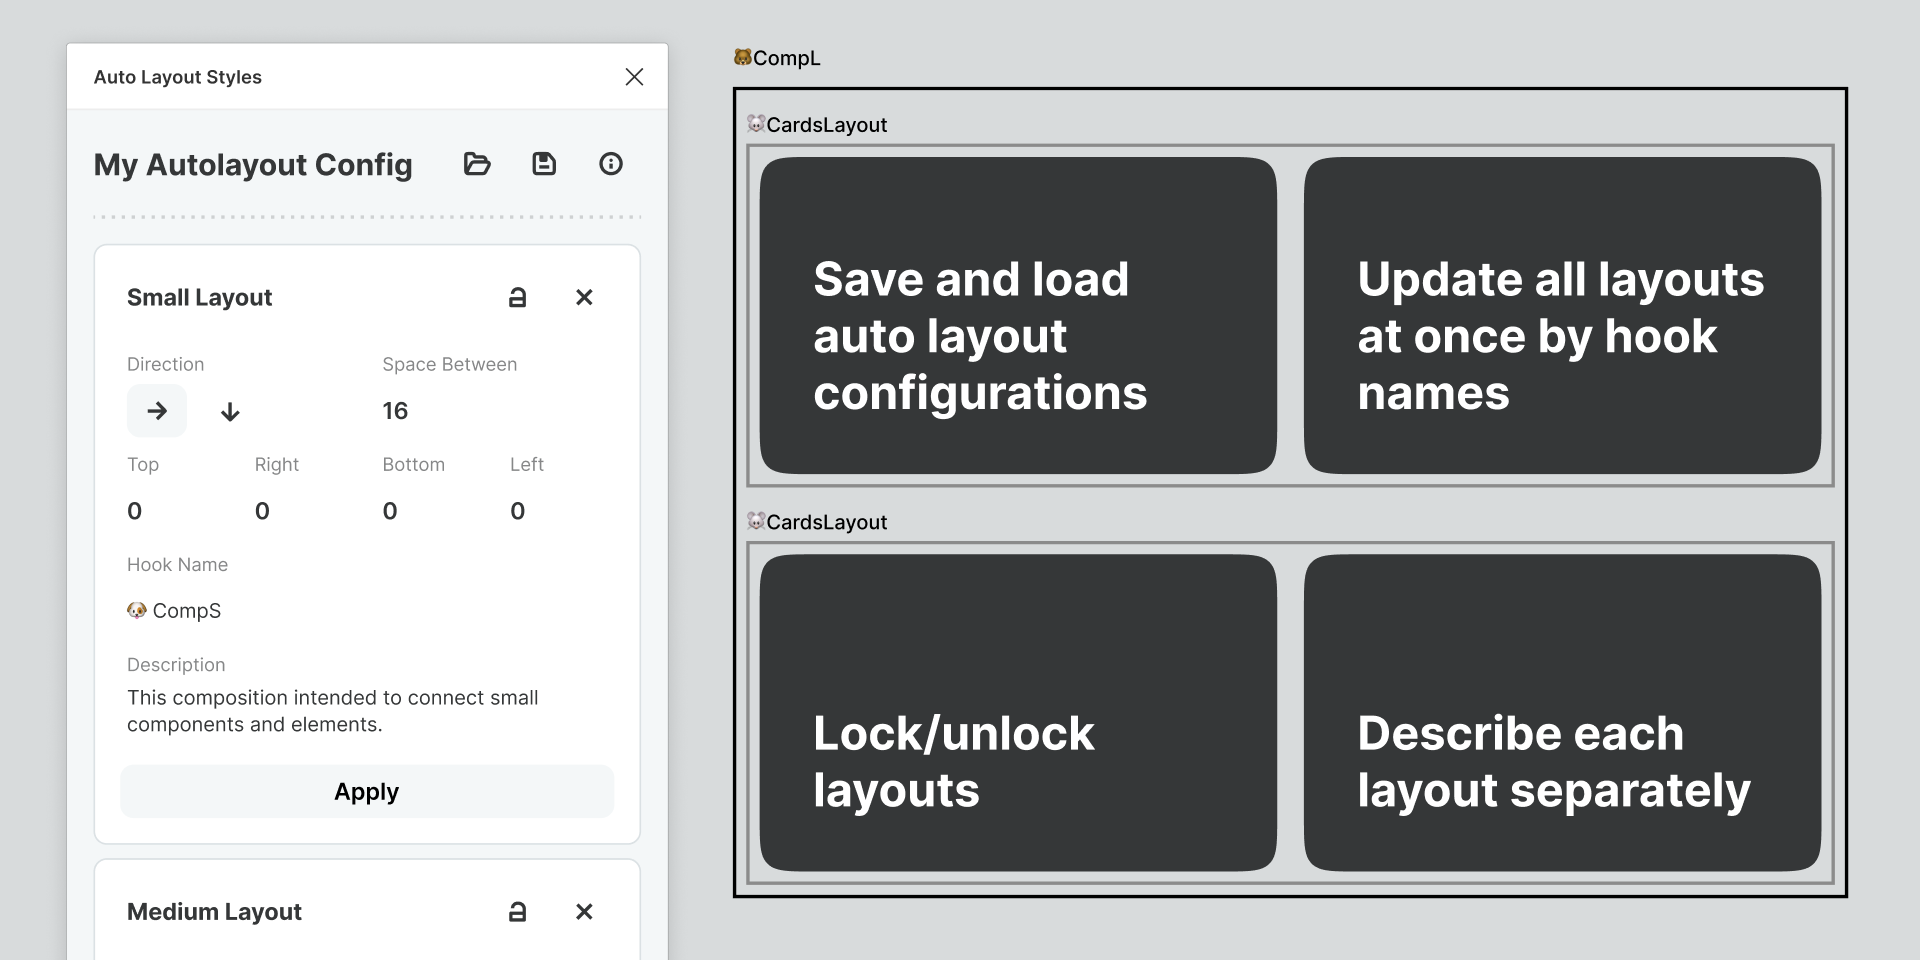 Auto Layout Styles
My Autolayout Config
Small Layout
Direction
Space Between
16
Top
Right
Bottom
Left
0
0
0
0
Hook Name
🐶 CompS
Description
This composition intended to connect small
components and elements.
Apply
Medium Layout
🐻CompL
🐭CardsLayout
Save and load
auto layout
configurations
Update all layouts
at once by hook
names
🐭CardsLayout
Lock/unlock
layouts
Describe each
layout separately